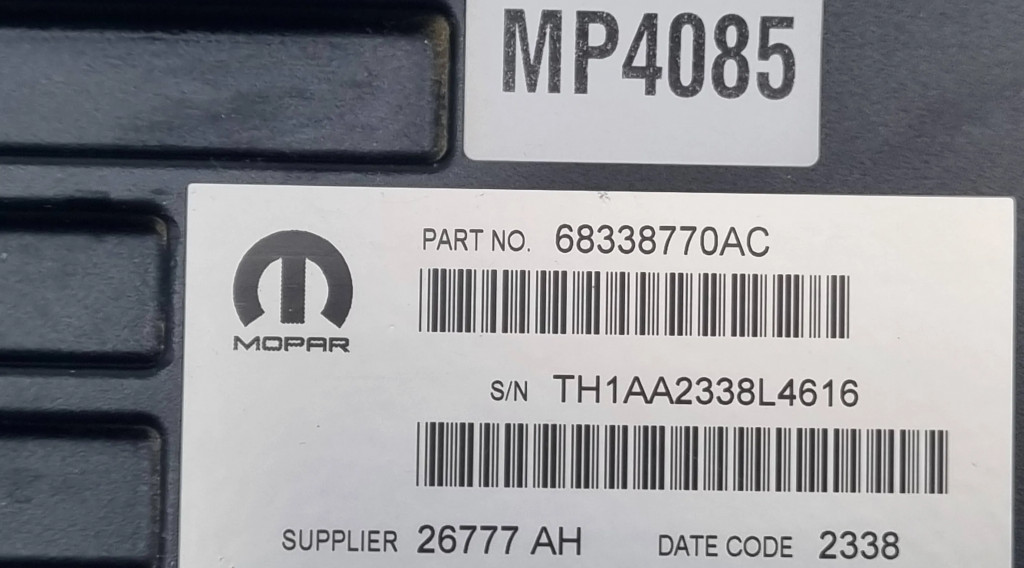 MP4085
PART NO. 68338770AC
MOPAR
S/N TH1AA2338L4616
SUPPLIER 26777 AH DATE CODE 2338